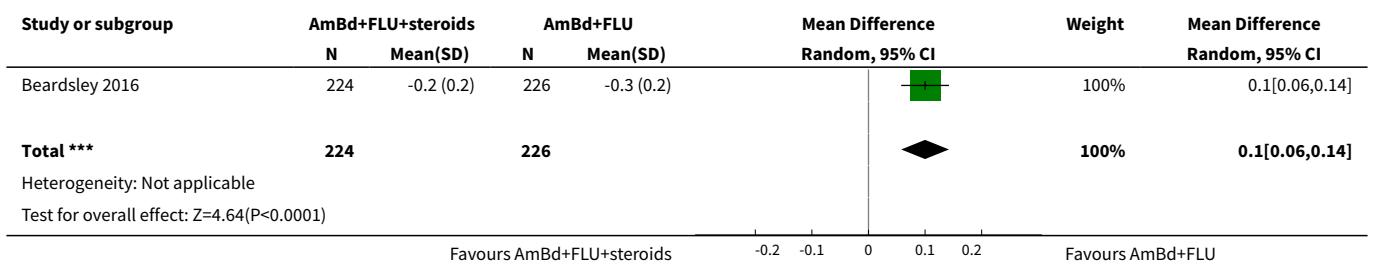 Study or subgroup AmBd+FLU+steroids AmBd+FLU Mean Difference Weight Mean Difference
N Mean(SD) N Mean(SD) Random, 95% CI Random, 95% CI
Beardsley 2016 224 -0.2 (0.2) 226 -0.3 (0.2) 100% 0.1[0.06,0.14]
Total *** 224 226 100% 0.1[0.06,0.14]
Heterogeneity: Not applicable
Test for overall effect: Z=4.64(P<0.0001)
Favours AmBd+FLU+steroids -0.2 -0.1 0 0.1 0.2 Favours AmBd+FLU